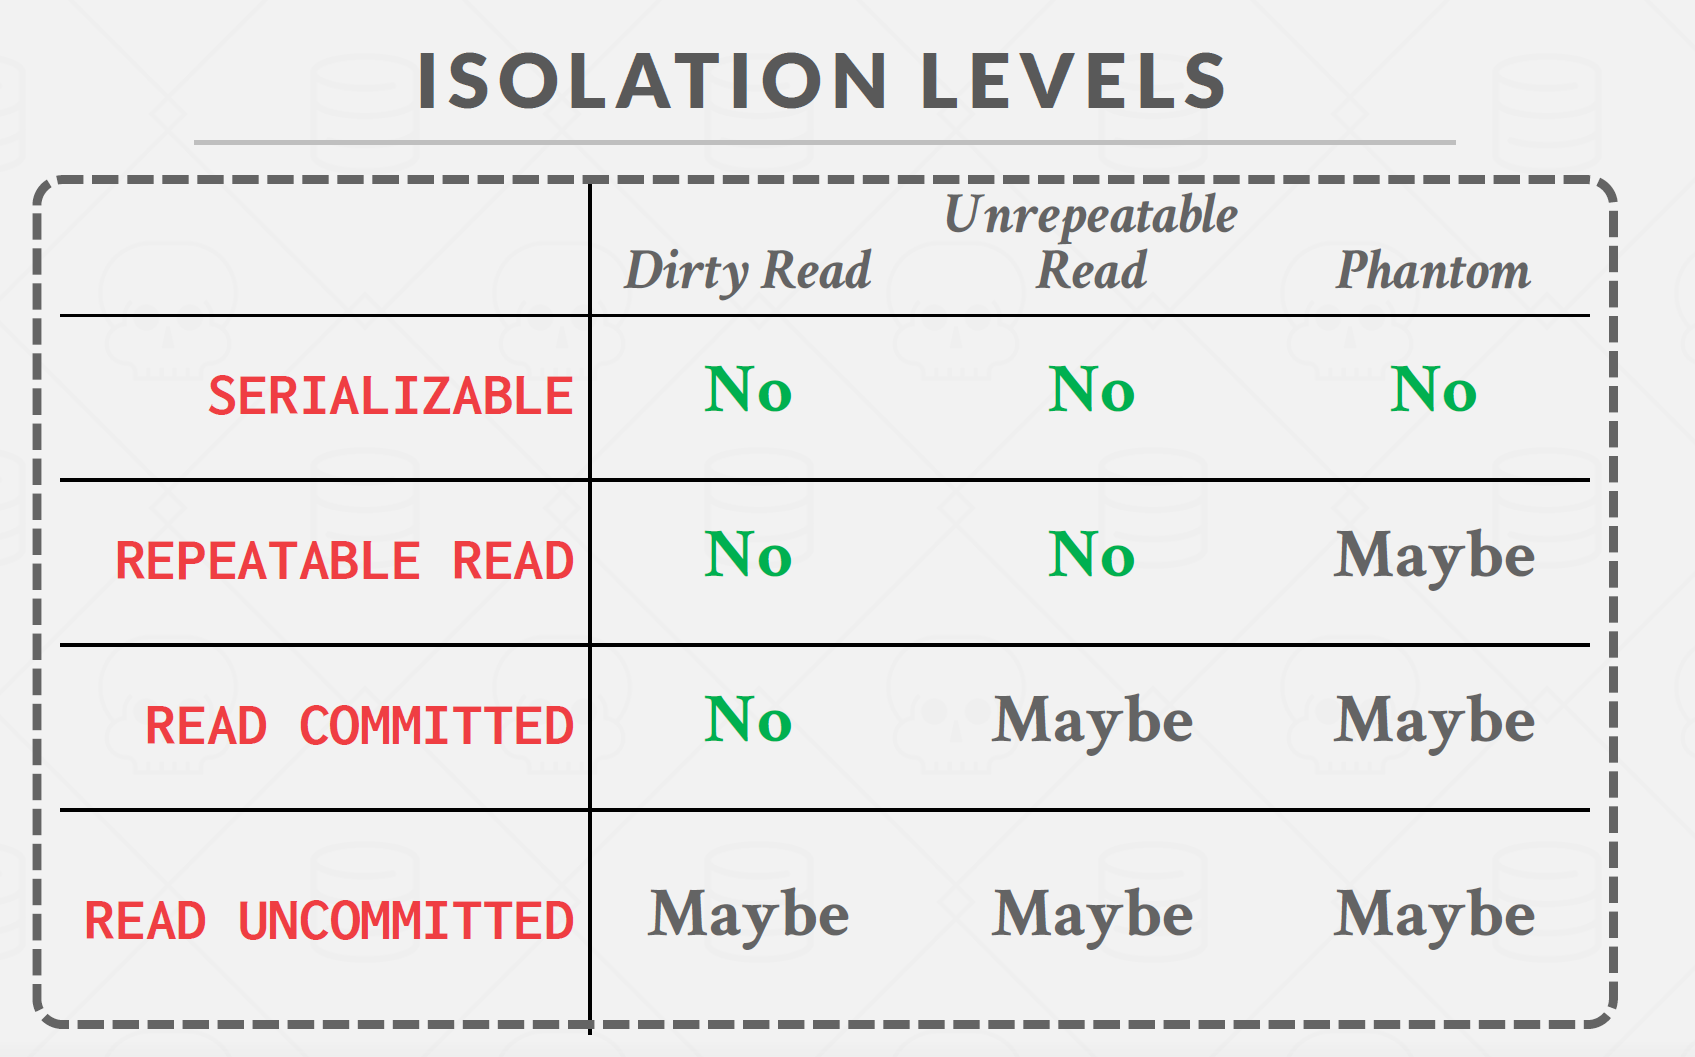 ISOLATION LEVELS
Dirty Read Unrepeatable Read Phantom
SERIALIZABLE No No No
REPEATABLE READ No No Maybe
READ COMMITTED No Maybe Maybe
READ UNCOMMITTED Maybe Maybe Maybe